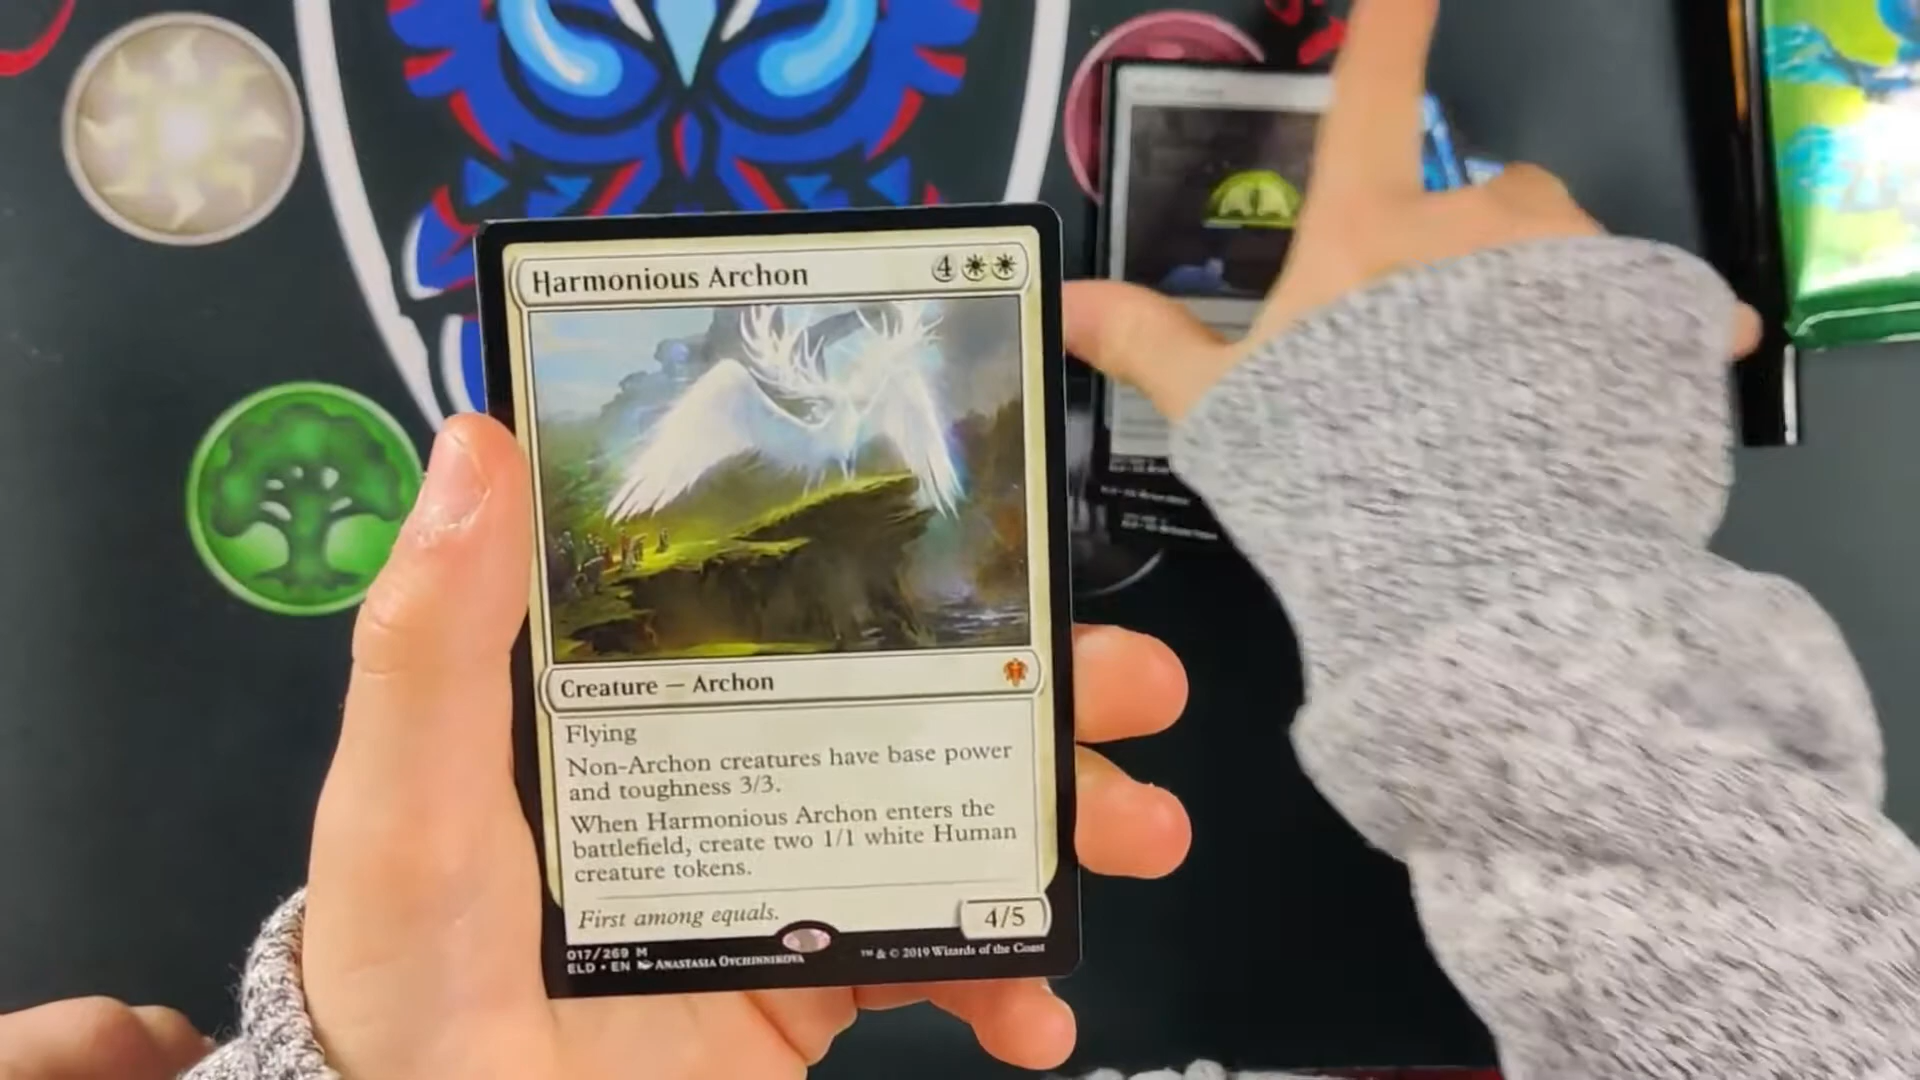 Harmonious Archon 4
Creature — Archon
Flying
Non-Archon creatures have base power
and toughness 3/3.
When Harmonious Archon enters the
battlefield, create two 1/1 white Human
creature tokens.
First among equals.
4/5
017/269 M
ELD • EN Anastasia Ovchinnikova
™ & © 2019 Wizards of the Coast